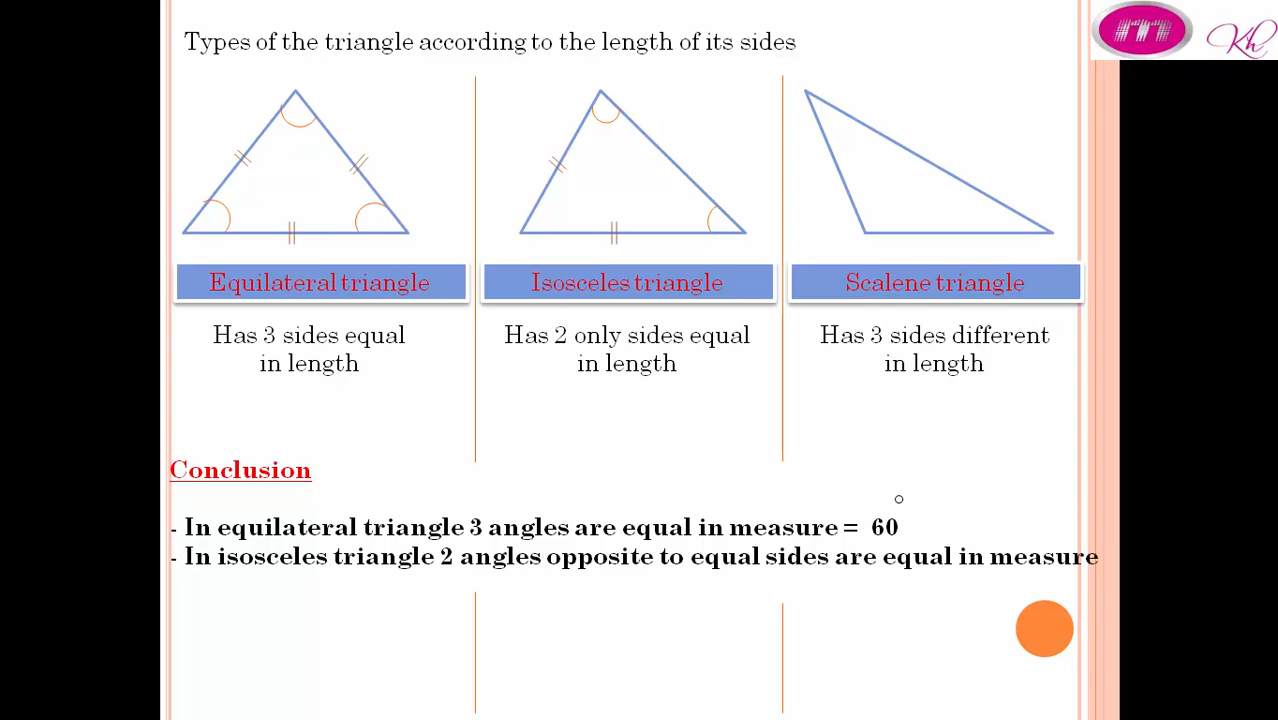 Types of the triangle according to the length of its sides
Kh
Equilateral triangle
Isosceles triangle
Scalene triangle
Has 3 sides equal
in length
Has 2 only sides equal
in length
Has 3 sides different
in length
Conclusion
- In equilateral triangle 3 angles are equal in measure = 60°
- In isosceles triangle 2 angles opposite to equal sides are equal in measure